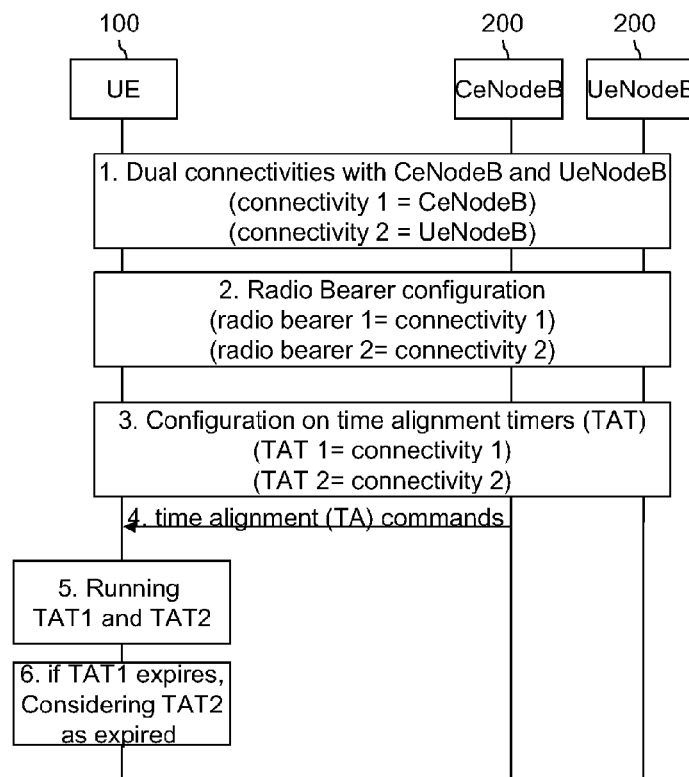 100 200 200
UE CeNodeB UeNodeB
1. Dual connectivities with CeNodeB and UeNodeB
(connectivity 1 = CeNodeB)
(connectivity 2 = UeNodeB)
2. Radio Bearer configuration
(radio bearer 1= connectivity 1)
(radio bearer 2= connectivity 2)
3. Configuration on time alignment timers (TAT)
(TAT 1= connectivity 1)
(TAT 2= connectivity 2)
4. time alignment (TA) commands
5. Running
TAT1 and TAT2
6. if TAT1 expires,
Considering TAT2
as expired